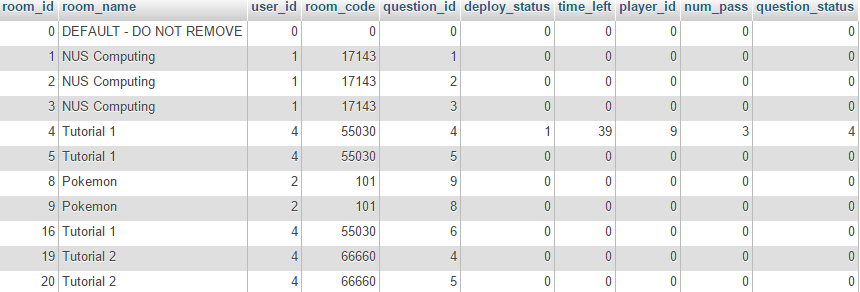 room_id room_name user_id room_code question_id deploy_status time_left player_id num_pass question_status
0 DEFAULT - DO NOT REMOVE 0 0 0 0 0 0 0 0
1 NUS Computing 1 17143 1 0 0 0 0 0
2 NUS Computing 1 17143 2 0 0 0 0 0
3 NUS Computing 1 17143 3 0 0 0 0 0
4 Tutorial 1 4 55030 4 1 39 9 3 4
5 Tutorial 1 4 55030 5 0 0 0 0 0
8 Pokemon 2 101 9 0 0 0 0 0
9 Pokemon 2 101 8 0 0 0 0 0
16 Tutorial 1 4 55030 6 0 0 0 0 0
19 Tutorial 2 4 66660 4 0 0 0 0 0
20 Tutorial 2 4 66660 5 0 0 0 0 0